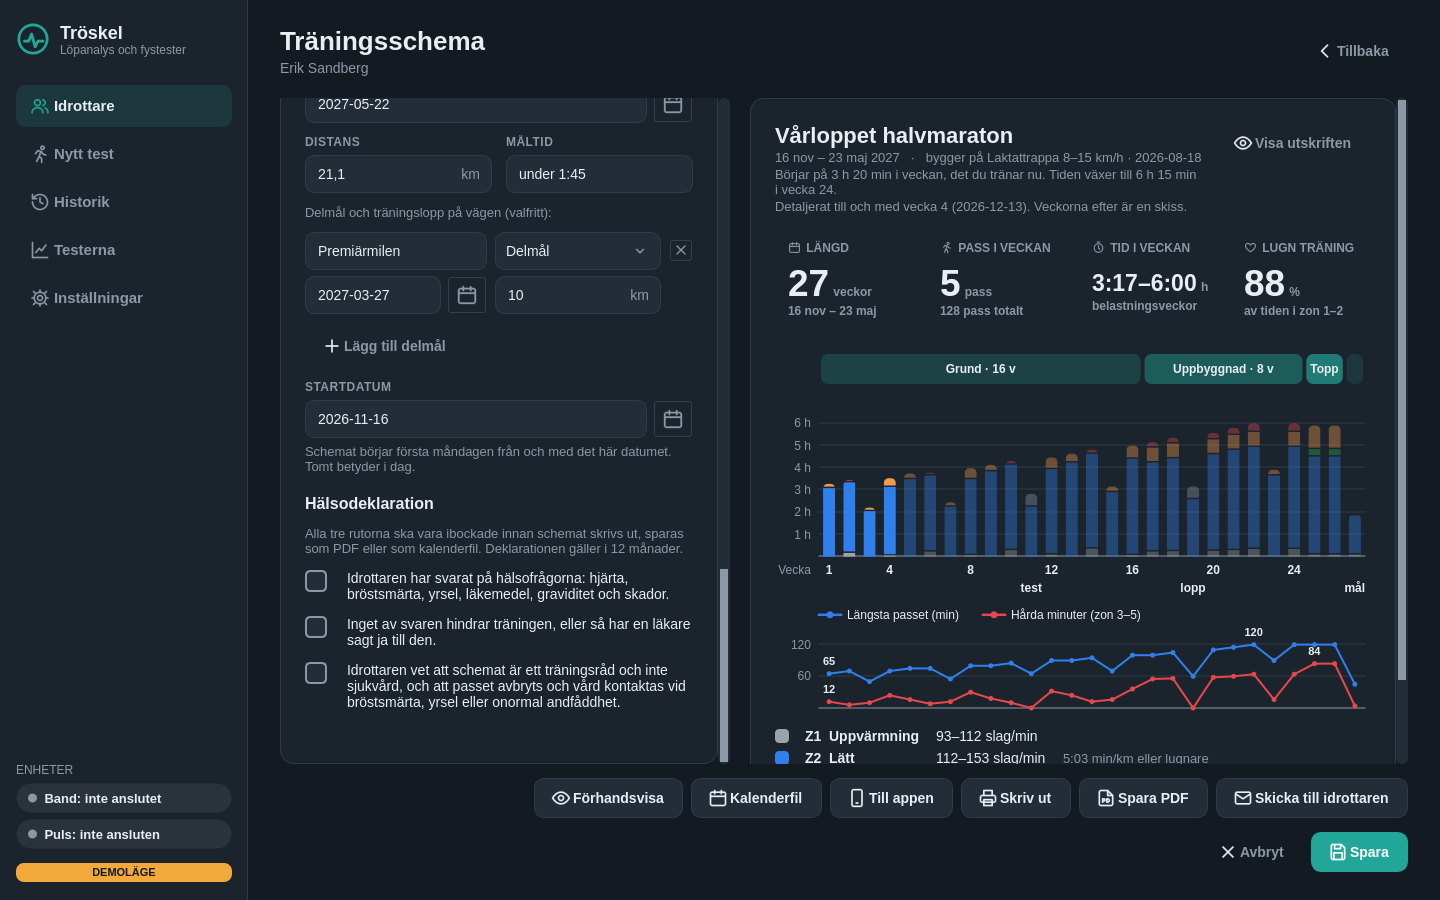 Tröskel
Löpanalys och fystester
Idrottare
Nytt test
Historik
Testerna
Inställningar
ENHETER
Band: inte anslutet
Puls: inte ansluten
DEMOLÄGE
Träningsschema
Erik Sandberg
Tillbaka
2027-05-22
DISTANS MÅLTID
21,1 km under 1:45
Delmål och träningslopp på vägen (valfritt):
Premiärmilen Delmål
2027-03-27 10 km
Lägg till delmål
STARTDATUM
2026-11-16
Schemat börjar första måndagen från och med det här datumet.
Tomt betyder i dag.
Hälsodeklaration
Alla tre rutorna ska vara ibockade innan schemat skrivs ut, sparas
som PDF eller som kalenderfil. Deklarationen gäller i 12 månader.
Idrottaren har svarat på hälsofrågorna: hjärta,
bröstsmärta, yrsel, läkemedel, graviditet och skador.
Inget av svaren hindrar träningen, eller så har en läkare
sagt ja till den.
Idrottaren vet att schemat är ett träningsråd och inte
sjukvård, och att passet avbryts och vård kontaktas vid
bröstsmärta, yrsel eller onormal andfåddhet.
Vårloppet halvmaraton
Visa utskriften
16 nov – 23 maj 2027 · bygger på Laktattrappa 8–15 km/h · 2026-08-18
Börjar på 3 h 20 min i veckan, det du tränar nu. Tiden växer till 6 h 15 min
i vecka 24.
Detaljerat till och med vecka 4 (2026-12-13). Veckorna efter är en skiss.
LÄNGD PASS I VECKAN TID I VECKAN LUGN TRÄNING
27 veckor 5 pass 3:17–6:00 h 88 %
16 nov – 23 maj 128 pass totalt belastningsveckor av tiden i zon 1–2
Grund · 16 v Uppbyggnad · 8 v Topp
6 h
5 h
4 h
3 h
2 h
1 h
Vecka 1 4 8 12 16 20 24
test lopp mål
Längsta passet (min) Hårda minuter (zon 3–5)
120
120
84
65
60
12
Z1 Uppvärmning 93–112 slag/min
Z2 Lätt 112–153 slag/min 5:03 min/km eller lugnare
Förhandsvisa Kalenderfil Till appen Skriv ut Spara PDF Skicka till idrottaren
Avbryt Spara